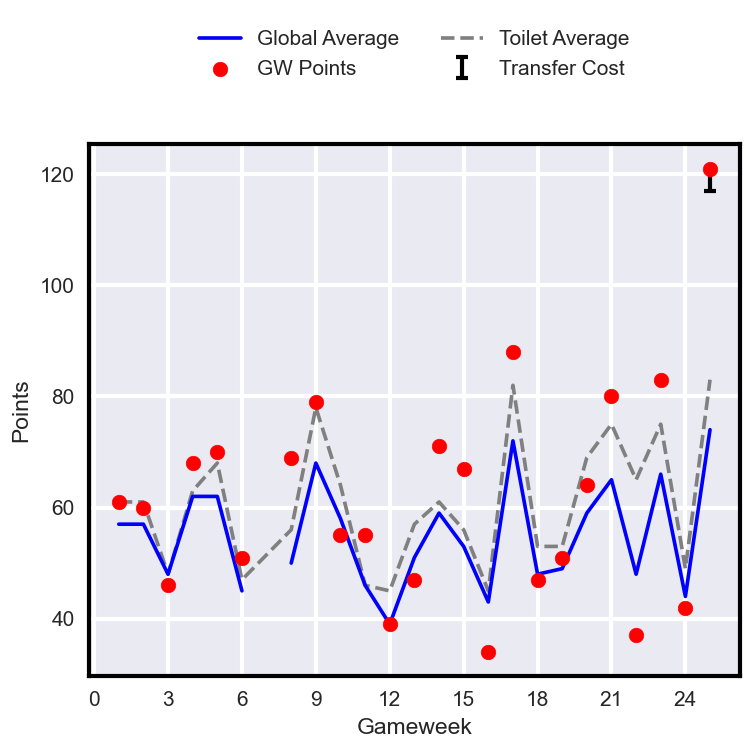 Global Average Toilet Average
GW Points Transfer Cost
120
100
80
60
40
Points
0 3 6 9 12 15 18 21 24
Gameweek